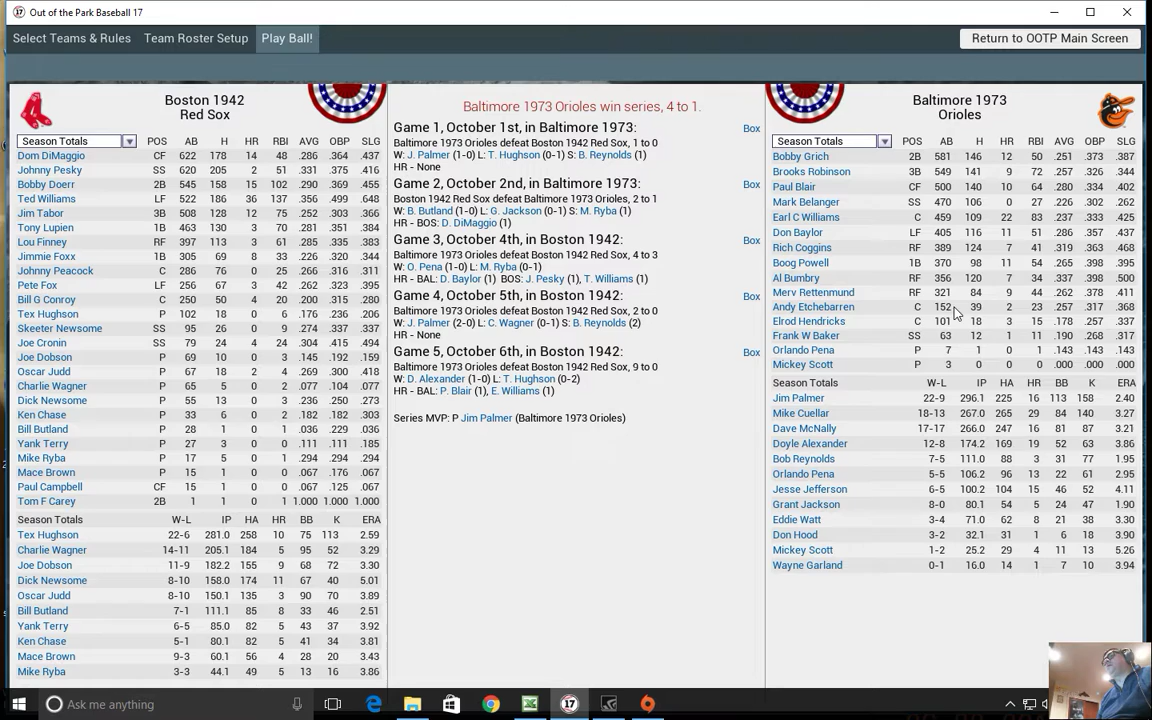 Out of the Park Baseball 17
Select Teams & Rules Team Roster Setup Play Ball! Return to OOTP Main Screen
Boston 1942
Red Sox
Season Totals POS AB H HR RBI AVG OBP SLG
Dom DiMaggio CF 622 178 14 48 .286 .364 .437
Johnny Pesky SS 620 205 2 51 .331 .375 .416
Bobby Doerr 2B 545 158 15 102 .290 .369 .455
Ted Williams LF 522 186 36 137 .356 .499 .648
Jim Tabor 3B 508 128 12 75 .252 .303 .366
Tony Lupien 1B 463 130 3 70 .281 .351 .384
Lou Finney RF 397 113 3 61 .285 .335 .383
Jimmie Foxx 1B 305 69 8 33 .226 .320 .344
Johnny Peacock C 286 76 0 25 .266 .316 .311
Pete Fox LF 256 67 3 42 .262 .323 .395
Bill G Conroy C 250 50 4 20 .200 .315 .280
Tex Hughson P 102 18 0 6 .176 .236 .206
Skeeter Newsome SS 95 26 0 9 .274 .337 .337
Joe Cronin SS 79 24 4 24 .304 .415 .494
Joe Dobson P 69 10 0 3 .145 .192 .159
Oscar Judd P 67 18 2 4 .269 .300 .418
Charlie Wagner P 65 5 0 2 .077 .104 .077
Dick Newsome P 55 13 0 3 .236 .250 .273
Ken Chase P 33 6 0 2 .182 .182 .303
Bill Butland P 28 1 0 1 .036 .229 .036
Yank Terry P 27 3 0 0 .111 .111 .185
Mike Ryba P 17 5 0 1 .294 .294 .294
Mace Brown P 15 1 0 0 .067 .176 .067
Paul Campbell CF 15 1 0 0 .067 .125 .067
Tom F Carey 2B 1 1 0 1 1.000 1.000 1.000
Season Totals W-L IP HA HR BB K ERA
Tex Hughson 22-6 281.0 258 10 75 113 2.59
Charlie Wagner 14-11 205.1 184 5 95 52 3.29
Joe Dobson 11-9 182.2 155 9 68 72 3.30
Dick Newsome 8-10 158.0 174 11 67 40 5.01
Oscar Judd 8-10 150.1 135 3 90 70 3.89
Bill Butland 7-1 111.1 85 8 33 46 2.51
Yank Terry 6-5 85.0 82 5 43 37 3.92
Ken Chase 5-1 80.1 82 5 41 34 3.81
Mace Brown 9-3 60.1 56 4 28 20 3.43
Mike Ryba 3-3 44.1 49 5 13 16 3.86
Baltimore 1973 Orioles win series, 4 to 1.
Game 1, October 1st, in Baltimore 1973: Box
Baltimore 1973 Orioles defeat Boston 1942 Red Sox, 1 to 0
W: J. Palmer (1-0) L: T. Hughson (0-1) S: B. Reynolds (1)
HR - None
Game 2, October 2nd, in Baltimore 1973: Box
Boston 1942 Red Sox defeat Baltimore 1973 Orioles, 2 to 1
W: B. Butland (1-0) L: G. Jackson (0-1) S: M. Ryba (1)
HR - BOS: D. DiMaggio (1)
Game 3, October 4th, in Boston 1942: Box
Baltimore 1973 Orioles defeat Boston 1942 Red Sox, 4 to 3
W: O. Pena (1-0) L: M. Ryba (0-1)
HR - BAL: D. Baylor (1) BOS: J. Pesky (1), T. Williams (1)
Game 4, October 5th, in Boston 1942: Box
Baltimore 1973 Orioles defeat Boston 1942 Red Sox, 2 to 0
W: J. Palmer (2-0) L: C. Wagner (0-1) S: B. Reynolds (2)
HR - None
Game 5, October 6th, in Boston 1942: Box
Baltimore 1973 Orioles defeat Boston 1942 Red Sox, 9 to 0
W: D. Alexander (1-0) L: T. Hughson (0-2)
HR - BAL: P. Blair (1), E. Williams (1)
Series MVP: P Jim Palmer (Baltimore 1973 Orioles)
Baltimore 1973
Orioles
Season Totals POS AB H HR RBI AVG OBP SLG
Bobby Grich 2B 581 146 12 50 .251 .373 .387
Brooks Robinson 3B 549 141 9 72 .257 .326 .344
Paul Blair CF 500 140 10 64 .280 .334 .402
Mark Belanger SS 470 106 0 27 .226 .302 .262
Earl C Williams C 459 109 22 83 .237 .333 .425
Don Baylor LF 405 116 11 51 .286 .357 .437
Rich Coggins RF 389 124 7 41 .319 .363 .468
Boog Powell 1B 370 98 11 54 .265 .398 .395
Al Bumbry RF 356 120 7 34 .337 .398 .500
Merv Rettenmund RF 321 84 9 44 .262 .378 .411
Andy Etchebarren C 152 39 2 23 .257 .317 .368
Elrod Hendricks C 101 18 3 15 .178 .257 .337
Frank W Baker SS 63 12 1 11 .190 .268 .317
Orlando Pena P 7 1 0 1 .143 .143 .143
Mickey Scott P 3 0 0 0 .000 .000 .000
Season Totals W-L IP HA HR BB K ERA
Jim Palmer 22-9 296.1 225 16 113 158 2.40
Mike Cuellar 18-13 267.0 265 29 84 140 3.27
Dave McNally 17-17 266.0 247 16 81 87 3.21
Doyle Alexander 12-8 174.2 169 19 52 63 3.86
Bob Reynolds 7-5 111.0 88 3 31 77 1.95
Orlando Pena 5-5 106.2 96 13 22 61 2.95
Jesse Jefferson 6-5 100.2 104 15 46 52 4.11
Grant Jackson 8-0 80.1 54 5 24 47 1.90
Eddie Watt 3-4 71.0 62 8 21 38 3.30
Don Hood 3-2 32.1 31 1 6 18 3.90
Mickey Scott 1-2 25.2 29 4 11 13 5.26
Wayne Garland 0-1 16.0 14 1 7 10 3.94
Ask me anything
17